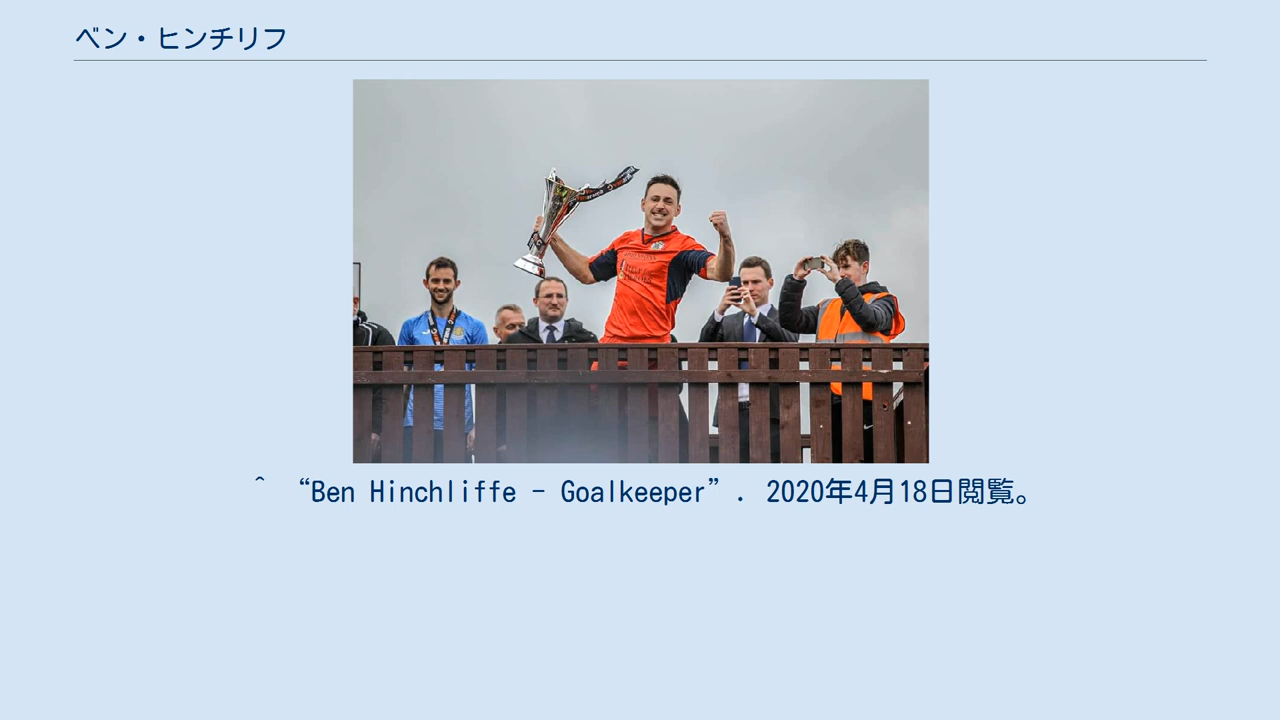 ベン・ヒンチリフ
^ “Ben Hinchliffe - Goalkeeper”. 2020年4月18日閲覧。